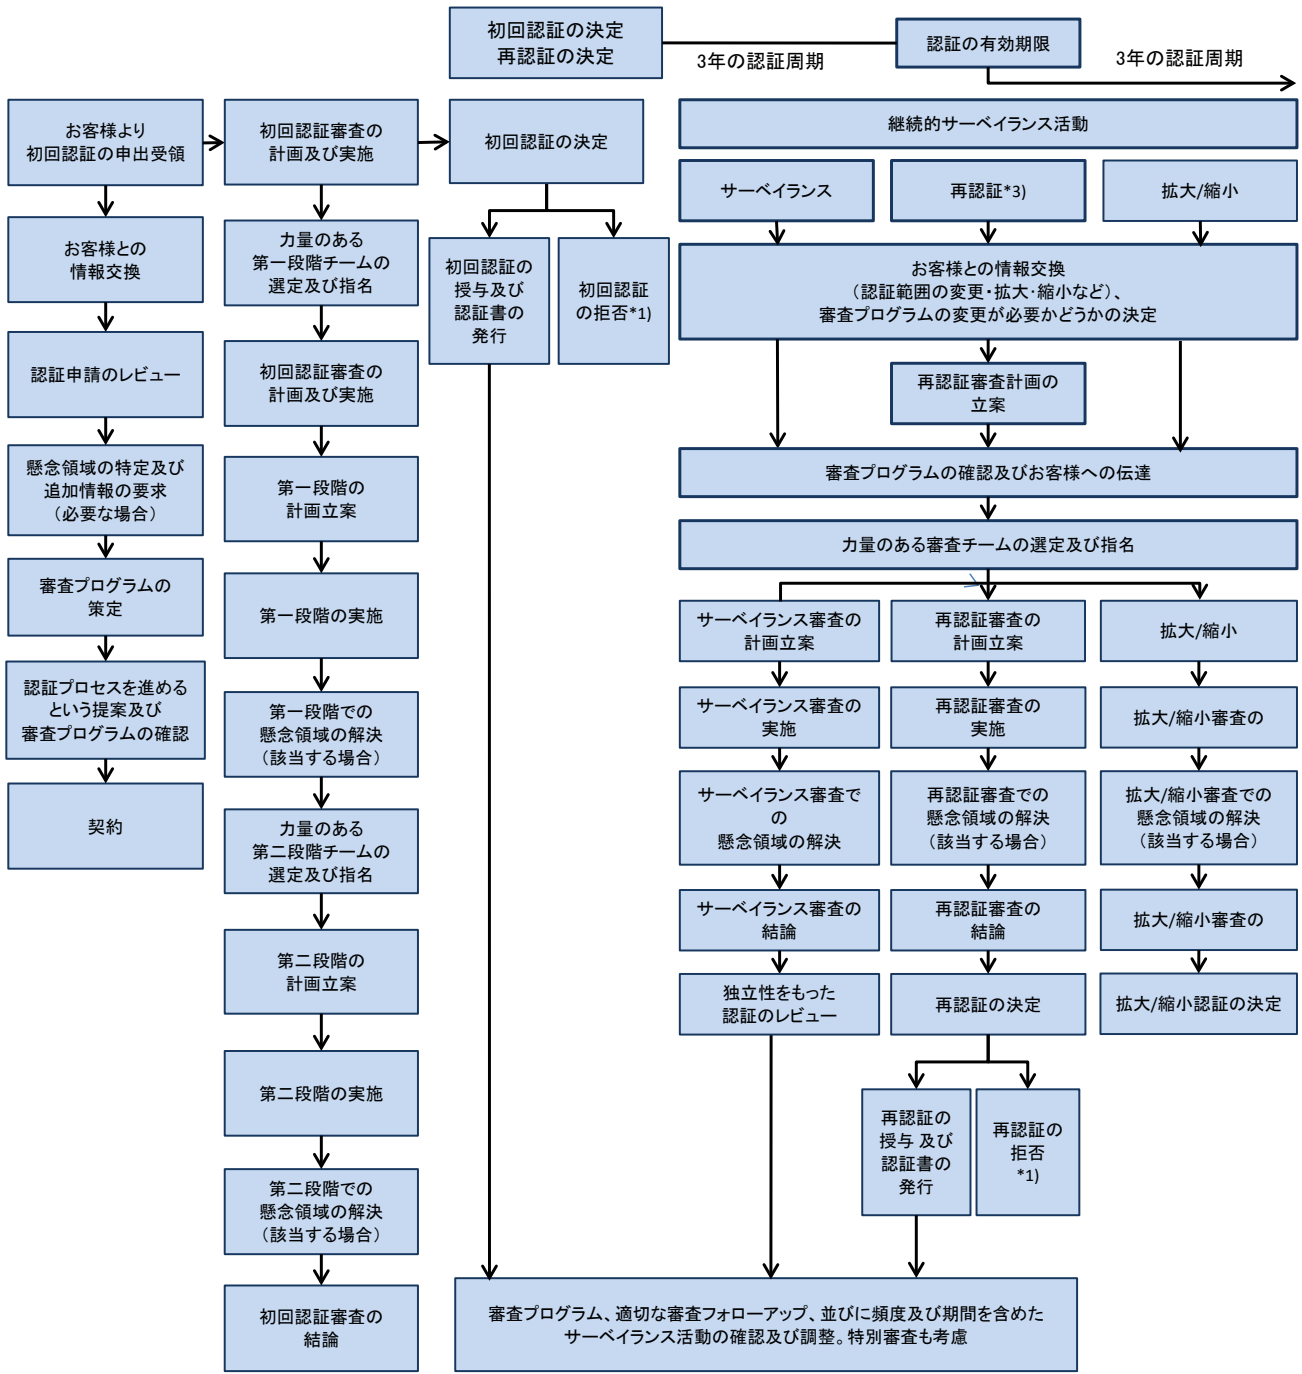 初回認証の決定
再認証の決定
3年の認証周期
認証の有効期限
3年の認証周期
お客様より
初回認証の申出受領
お客様との
情報交換
認証申請のレビュー
懸念領域の特定及び
追加情報の要求
（必要な場合）
審査プログラムの
策定
認証プロセスを進める
という提案及び
審査プログラムの確認
契約
初回認証審査の
計画及び実施
力量のある
第一段階チームの
選定及び指名
初回認証審査の
計画及び実施
第一段階の
計画立案
第一段階の実施
第一段階での
懸念領域の解決
（該当する場合）
力量のある
第二段階チームの
選定及び指名
第二段階の
計画立案
第二段階の実施
第二段階での
懸念領域の解決
（該当する場合）
初回認証審査の
結論
初回認証の決定
初回認証の
授与及び
認証書の
発行
初回認証
の拒否*1)
継続的サーベイランス活動
サーベイランス
再認証*3)
拡大/縮小
お客様との情報交換
（認証範囲の変更・拡大・縮小など）、
審査プログラムの変更が必要かどうかの決定
再認証審査計画の
立案
審査プログラムの確認及びお客様への伝達
力量のある審査チームの選定及び指名
サーベイランス審査の
計画立案
サーベイランス審査の
実施
サーベイランス審査で
の
懸念領域の解決
サーベイランス審査の
結論
独立性をもった
認証のレビュー
再認証審査の
計画立案
再認証審査の
実施
再認証審査での
懸念領域の解決
（該当する場合）
再認証審査の
結論
再認証の決定
再認証の
授与 及び
認証書の
発行
再認証の
拒否
*1)
拡大/縮小
拡大/縮小審査の
拡大/縮小審査での
懸念領域の解決
（該当する場合）
拡大/縮小審査の
拡大/縮小認証の決定
審査プログラム、適切な審査フォローアップ、並びに頻度及び期間を含めた
サーベイランス活動の確認及び調整。特別審査も考慮